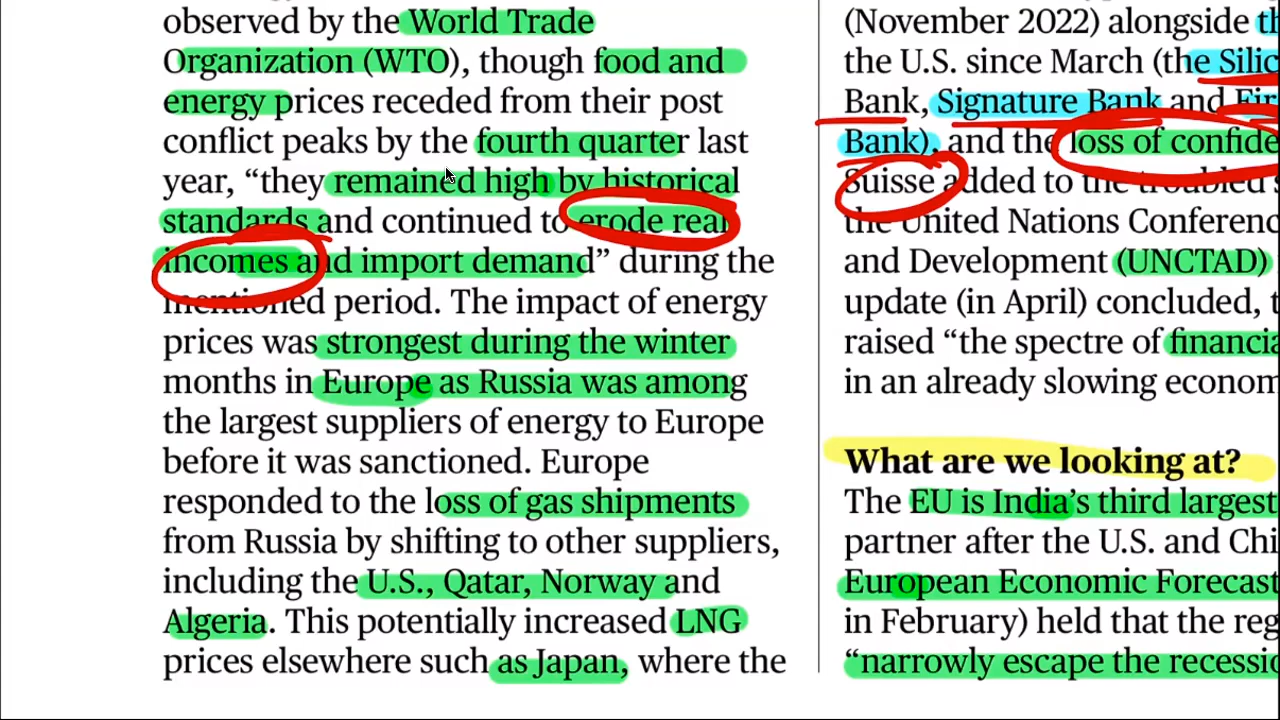 observed by the World Trade
Organization (WTO), though food and
energy prices receded from their post
conflict peaks by the fourth quarter last
year, “they remained high by historical
standards and continued to erode real
incomes and import demand” during the
mentioned period. The impact of energy
prices was strongest during the winter
months in Europe as Russia was among
the largest suppliers of energy to Europe
before it was sanctioned. Europe
responded to the loss of gas shipments
from Russia by shifting to other suppliers,
including the U.S., Qatar, Norway and
Algeria. This potentially increased LNG
prices elsewhere such as Japan, where the
(November 2022) alongside
the U.S. since March (the
Bank, Signature Bank and
Bank), and the loss of
Suisse added to the troubled
the United Nations
and Development (UNCTAD)
update (in April) concluded,
raised “the spectre of
in an already slowing
What are we looking at?
The EU is India’s third largest
partner after the U.S. and
European Economic Forecast
in February) held that the
“narrowly escape the